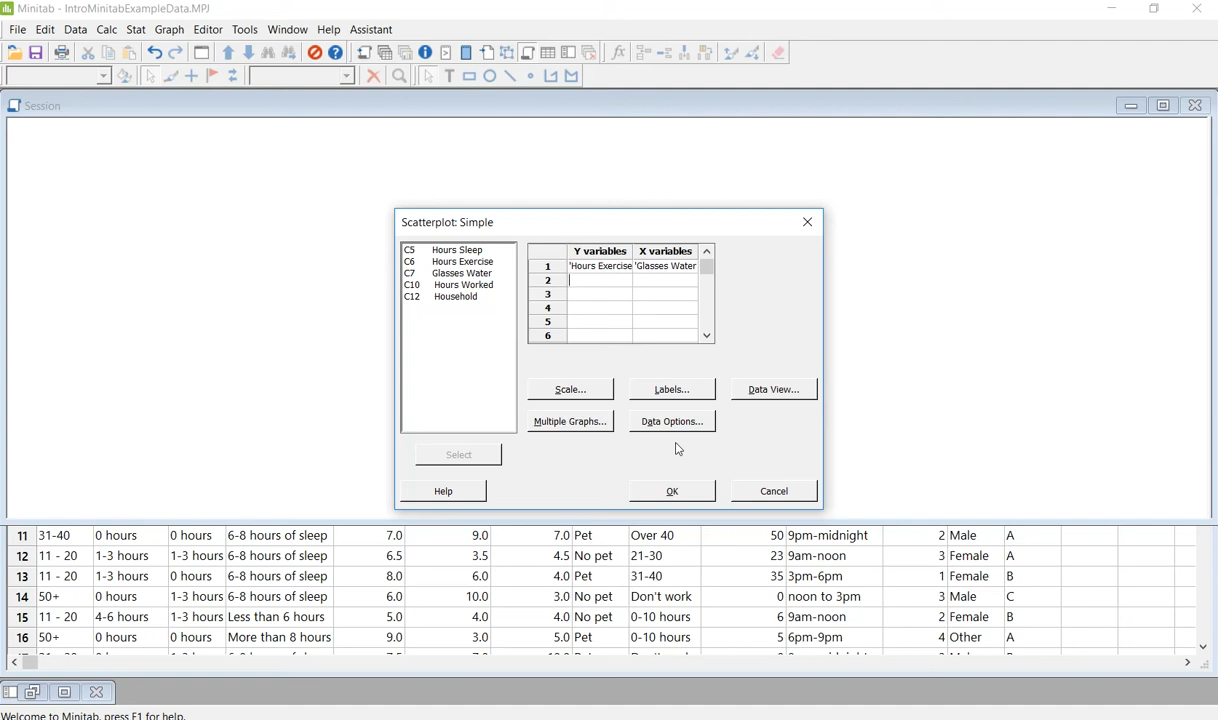 Minitab - IntroMinitabExampleData.MPJ
File Edit Data Calc Stat Graph Editor Tools Window Help Assistant
Session
Scatterplot: Simple
C5 Hours Sleep
C6 Hours Exercise
C7 Glasses Water
C10 Hours Worked
C12 Household
Y variables X variables
1 'Hours Exercise 'Glasses Water
2
3
4
5
6
Scale... Labels... Data View...
Multiple Graphs... Data Options...
Select
Help OK Cancel
11 31-40 0 hours 0 hours 6-8 hours of sleep 7.0 9.0 7.0 Pet Over 40 50 9pm-midnight 2 Male A
12 11 - 20 1-3 hours 1-3 hours 6-8 hours of sleep 6.5 3.5 4.5 No pet 21-30 23 9am-noon 3 Female A
13 11 - 20 1-3 hours 0 hours 6-8 hours of sleep 8.0 6.0 4.0 Pet 31-40 35 3pm-6pm 1 Female B
14 50+ 0 hours 1-3 hours 6-8 hours of sleep 6.0 10.0 3.0 No pet Don't work 0 noon to 3pm 3 Male C
15 11 - 20 4-6 hours 1-3 hours Less than 6 hours 5.0 4.0 4.0 No pet 0-10 hours 6 9am-noon 2 Female B
16 50+ 0 hours 0 hours More than 8 hours 9.0 3.0 5.0 Pet 0-10 hours 5 6pm-9pm 4 Other A
Welcome to Minitab, press F1 for help.